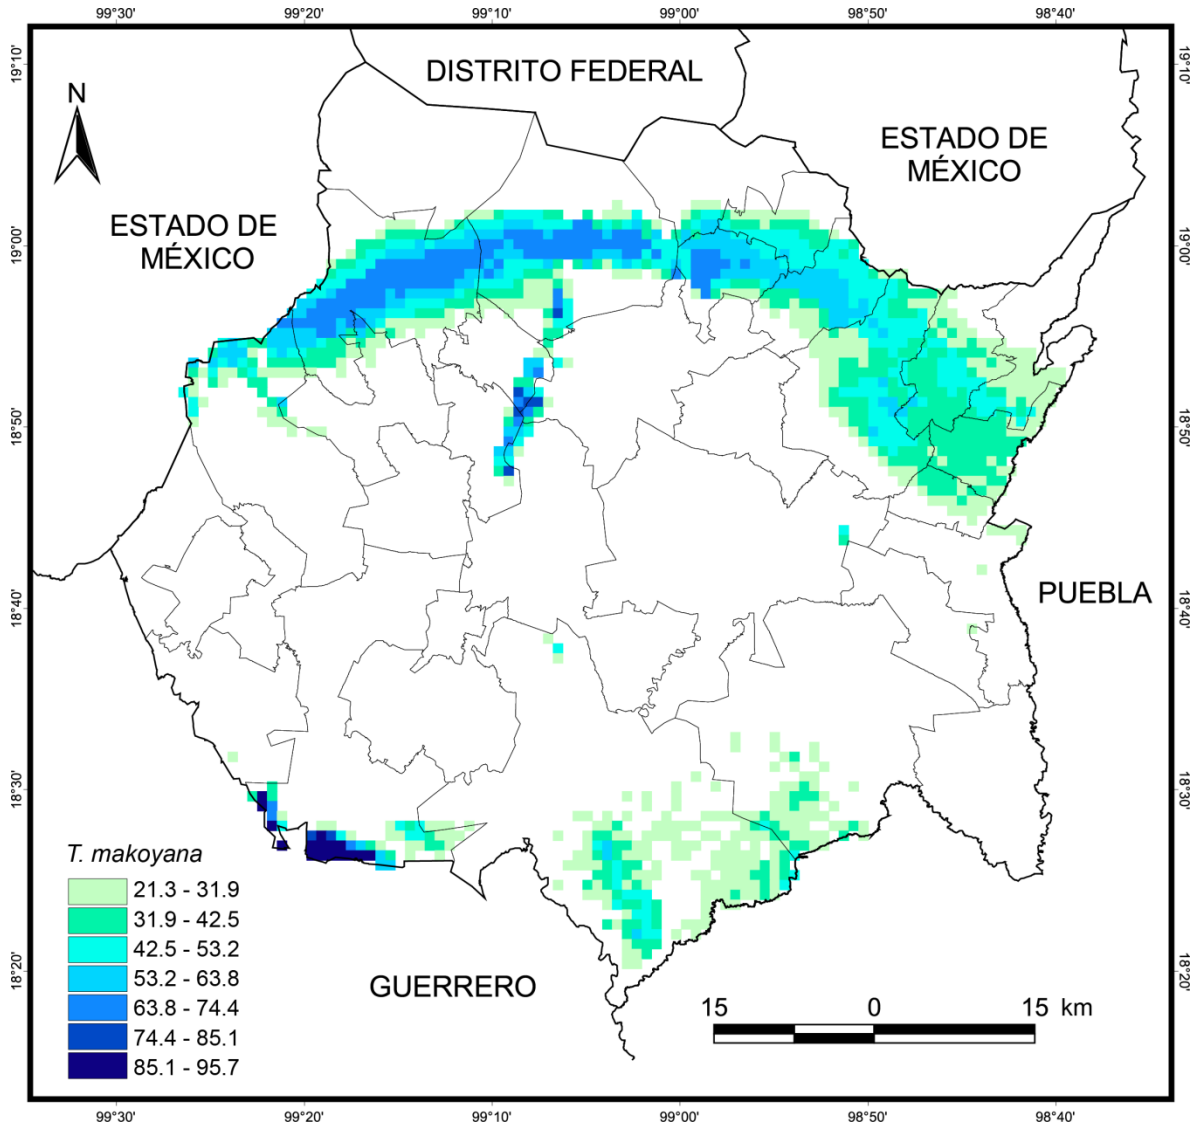 99°30' 99°20' 99°10' 99°00' 98°50' 98°40'
19°10' 19°10'
DISTRITO FEDERAL
N
ESTADO DE
MÉXICO
ESTADO DE
MÉXICO
19°00' 19°00'
18°50' 18°50'
PUEBLA
18°40' 18°40'
18°30' 18°30'
T. makoyana
21.3 - 31.9
31.9 - 42.5
42.5 - 53.2
53.2 - 63.8
63.8 - 74.4
74.4 - 85.1
85.1 - 95.7
GUERRERO
18°20' 18°20'
15 0 15 km
99°30' 99°20' 99°10' 99°00' 98°50' 98°40'